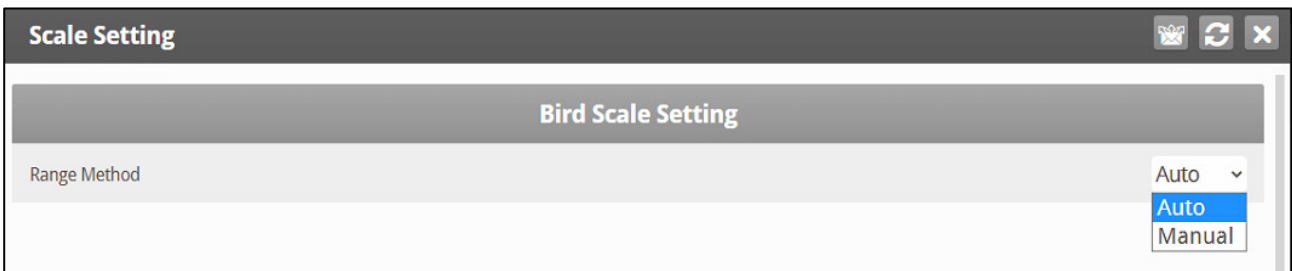 Scale Setting
Bird Scale Setting
Range Method
Auto
Auto
Manual